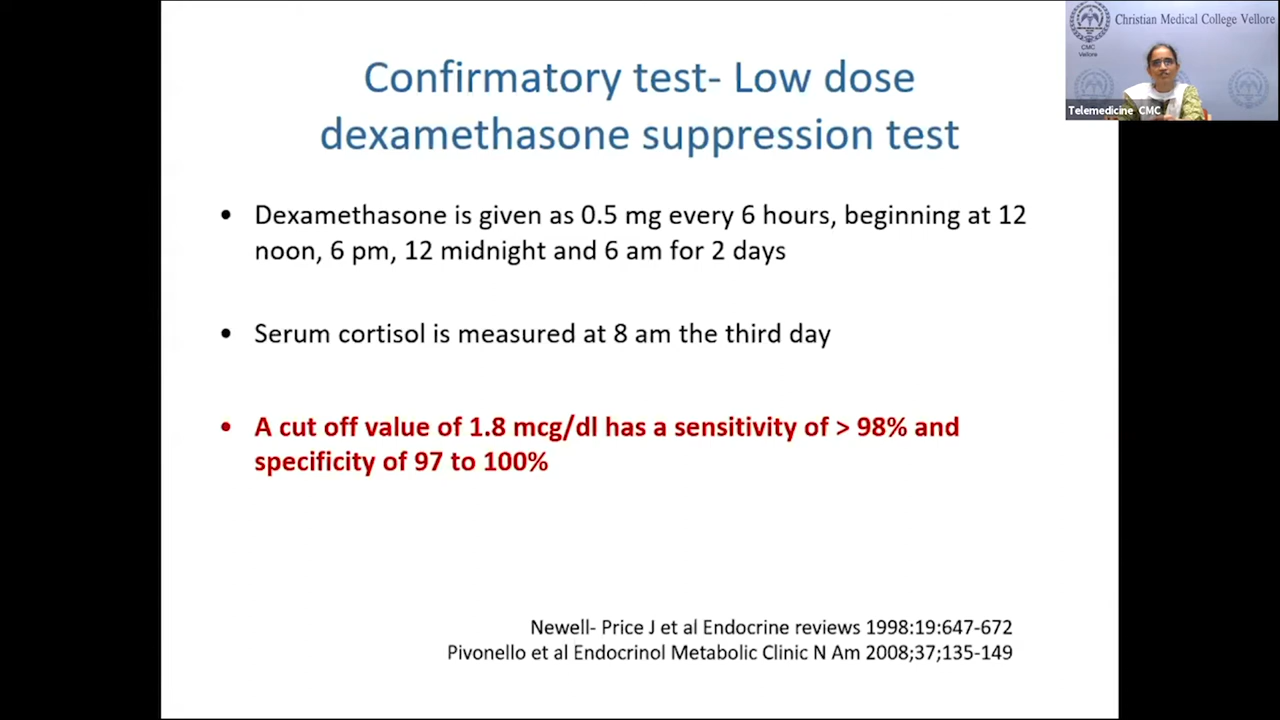 Confirmatory test- Low dose
dexamethasone suppression test
• Dexamethasone is given as 0.5 mg every 6 hours, beginning at 12
noon, 6 pm, 12 midnight and 6 am for 2 days
• Serum cortisol is measured at 8 am the third day
• A cut off value of 1.8 mcg/dl has a sensitivity of > 98% and
specificity of 97 to 100%
Newell- Price J et al Endocrine reviews 1998:19:647-672
Pivonello et al Endocrinol Metabolic Clinic N Am 2008;37;135-149
Christian Medical College Vellore
CMC
Vellore
Telemedicine CMC